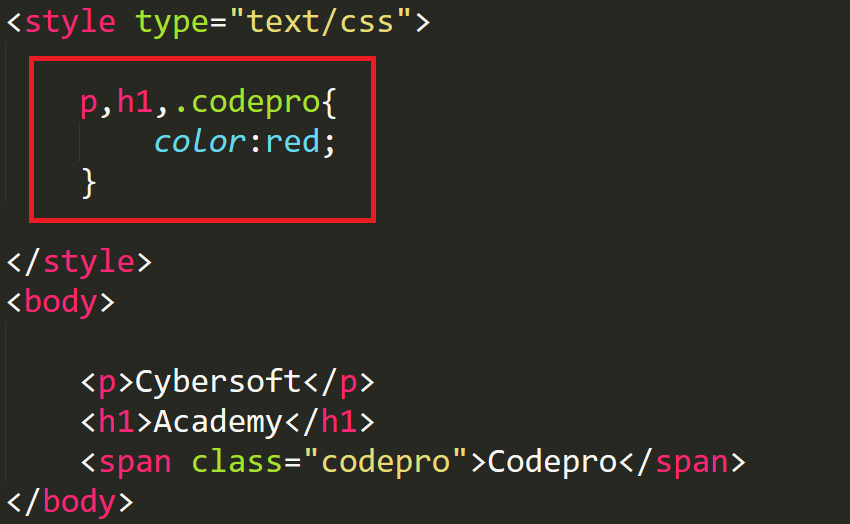 <style type="text/css">
p,h1,.codepro{
color:red;
}
</style>
<body>
<p>Cybersoft</p>
<h1>Academy</h1>
<span class="codepro">Codepro</span>
</body>